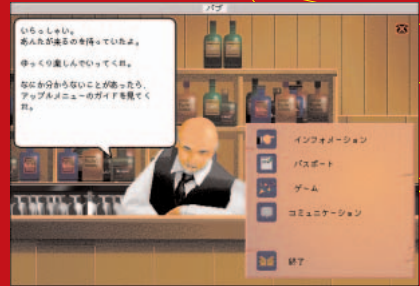 パブ
いらっしゃい。
あんたが来るのを待っていたよ。
ゆっくり楽しんでいってくれ。
なにか分からないことがあったら、
アップルメニューのガイドを見てく
れ。
インフォメーション
パスポート
ゲーム
コミュニケーション
終了